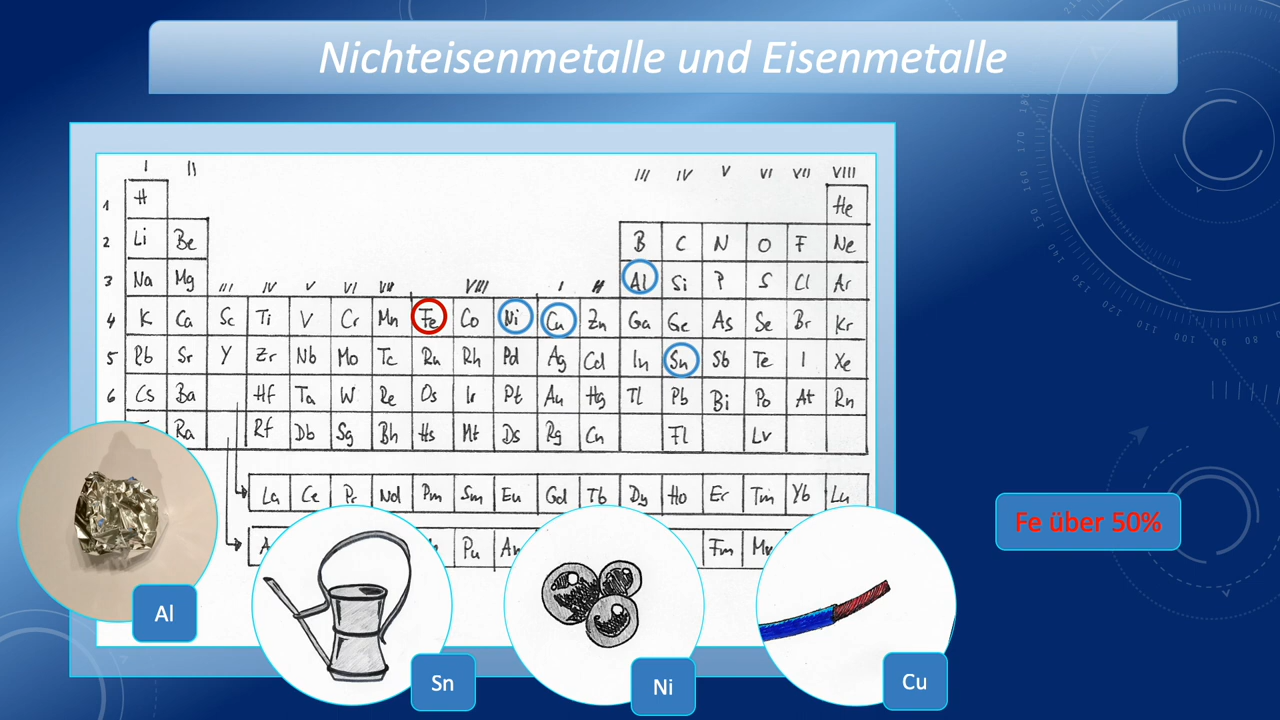 Nichteisenmetalle und Eisenmetalle
I II III IV V VI VII VIII
1 H He
2 Li Be B C N O F Ne
3 Na Mg III IV V VI VII VIII I II Al Si P S Cl Ar
4 K Ca Sc Ti V Cr Mn Fe Co Ni Cu Zn Ga Ge As Se Br Kr
5 Rb Sr Y Zr Nb Mo Tc Ru Rh Pd Ag Cd In Sn Sb Te I Xe
6 Cs Ba Hf Ta W Re Os Ir Pt Au Hg Tl Pb Bi Po At Rn
Ra Rf Db Sg Bh Hs Mt Ds Rg Cn Fl Lv
La Ce Pr Nd Pm Sm Eu Gd Tb Dy Ho Er Tm Yb Lu
Pu Am Fm
Fe über 50%
Al
Sn
Ni
Cu